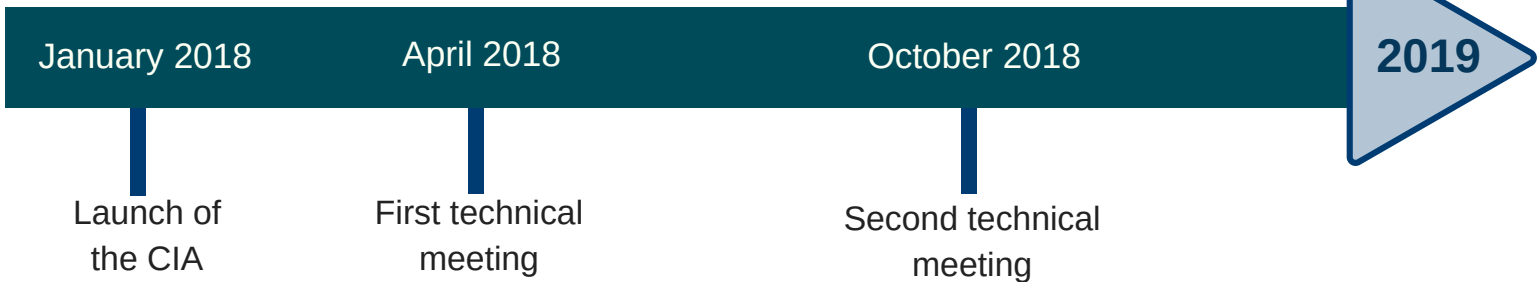 January 2018
April 2018
October 2018
2019
Launch of
the CIA
First technical
meeting
Second technical
meeting